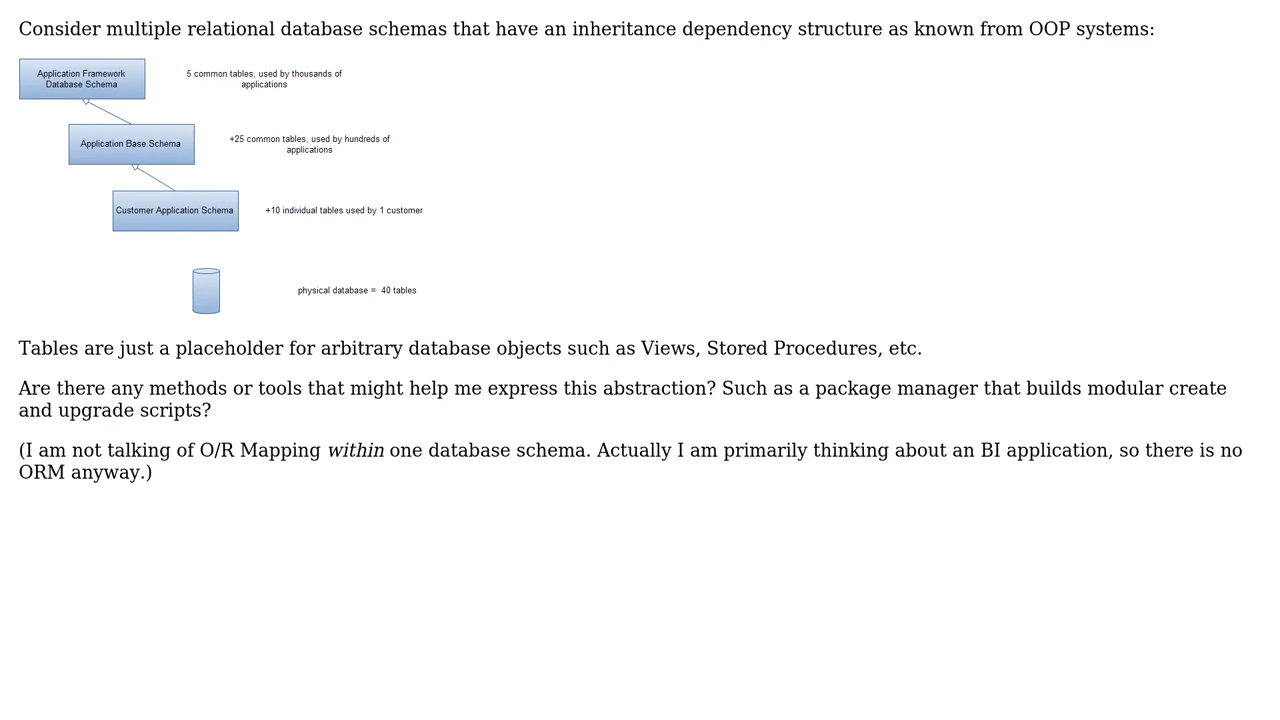 Consider multiple relational database schemas that have an inheritance dependency structure as known from OOP systems:
Application Framework
Database Schema
5 common tables, used by thousands of
applications
Application Base Schema
+25 common tables, used by hundreds of
applications
Customer Application Schema
+10 individual tables used by 1 customer
physical database = 40 tables
Tables are just a placeholder for arbitrary database objects such as Views, Stored Procedures, etc.
Are there any methods or tools that might help me express this abstraction? Such as a package manager that builds modular create
and upgrade scripts?
(I am not talking of O/R Mapping within one database schema. Actually I am primarily thinking about an BI application, so there is no
ORM anyway.)